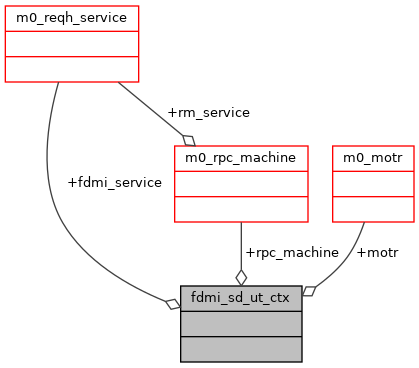 m0_reqh_service
+rm_service
m0_rpc_machine
m0_motr
+fdmi_service
+rpc_machine
+motr
fdmi_sd_ut_ctx